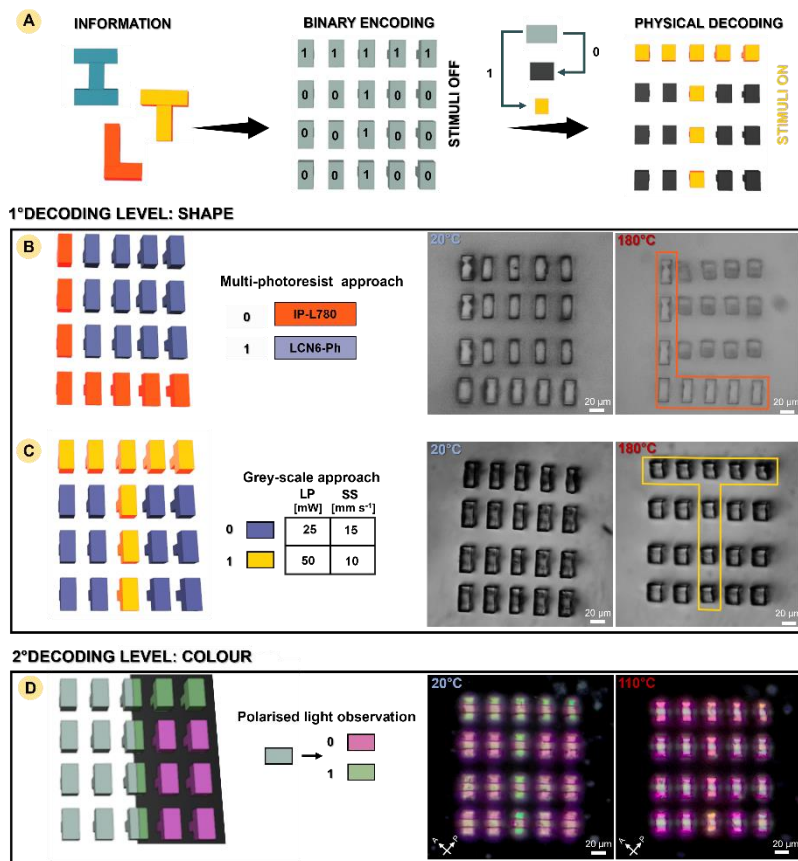 A
INFORMATION
BINARY ENCODING
PHYSICAL DECODING
1 1 1 1 1
0 0 1 0 0
0 0 1 0 0
0 0 1 0 0
STIMULI OFF
1
0
STIMULI ON
1°DECODING LEVEL: SHAPE
B
Multi-photoresist approach
0 IP-L780
1 LCN6-Ph
20°C
20 µm
180°C
20 µm
C
Grey-scale approach
LP SS
[mW] [mm s⁻¹]
0 25 15
1 50 10
20°C
20 µm
180°C
20 µm
2°DECODING LEVEL: COLOUR
D
Polarised light observation
0
1
20°C
A P
20 µm
110°C
A P
20 µm